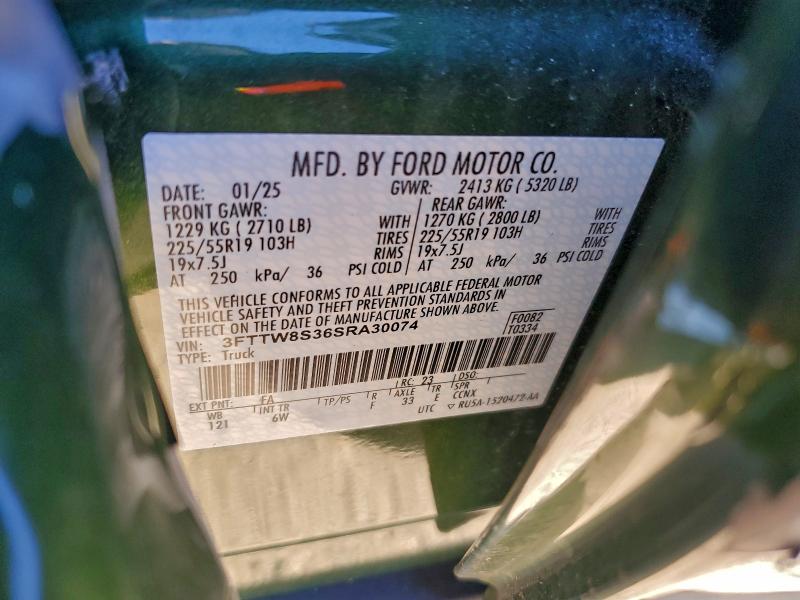 MFD. BY FORD MOTOR CO.
DATE: 01/25 GVWR: 2413 KG ( 5320 LB)
FRONT GAWR: REAR GAWR:
1229 KG ( 2710 LB) WITH 1270 KG ( 2800 LB) WITH
225/55R19 103H TIRES 225/55R19 103H TIRES
19x7.5J RIMS 19x7.5J RIMS
AT 250 kPa/ 36 PSI COLD AT 250 kPa/ 36 PSI COLD
THIS VEHICLE CONFORMS TO ALL APPLICABLE FEDERAL MOTOR
VEHICLE SAFETY AND THEFT PREVENTION STANDARDS IN
EFFECT ON THE DATE OF MANUFACTURE SHOWN ABOVE.
VIN: 3FTTW8S36SRA30074 F0082
TYPE: Truck T0334
EXT PNT: EA RC: 23 DSO:
WB INT TR TP/PS R AXLE TR SPR
121 6W F 33 E CCNX
UTC ▽ RU5A-1520472-AA